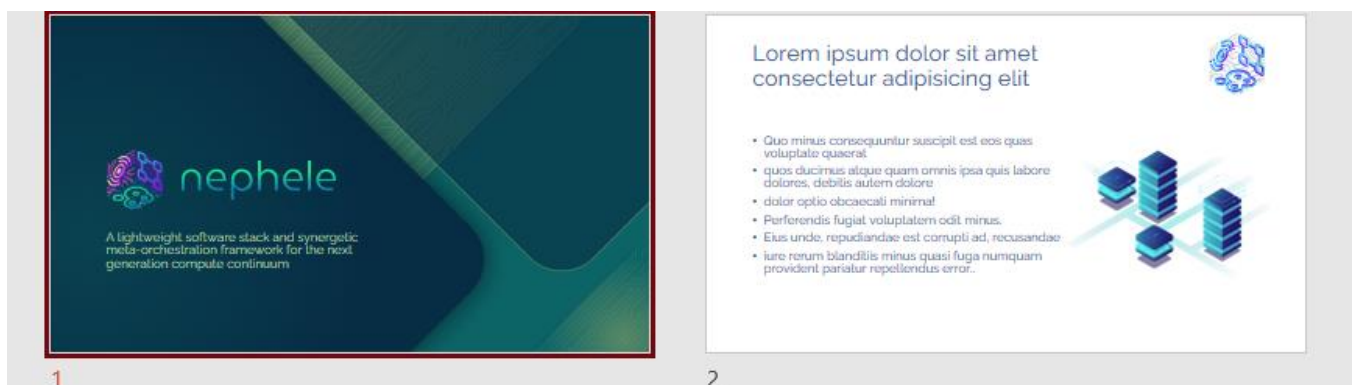 nephele
A lightweight software stack and synergetic
meta-orchestration framework for the next
generation compute continuum
1
Lorem ipsum dolor sit amet
consectetur adipisicing elit
• Quo minus consequuntur suscipit est eos quas
voluptate quaerat
• quos ducimus atque quam omnis ipsa quis labore
dolores, debitis autem dolore
• dolor optio obcaecati minima!
• Perferendis fugiat voluptatem odit minus.
• Eius unde, repudiandae est corrupti ad, recusandae
• iure rerum blanditiis minus quasi fuga numquam
provident pariatur repellendus error..
2